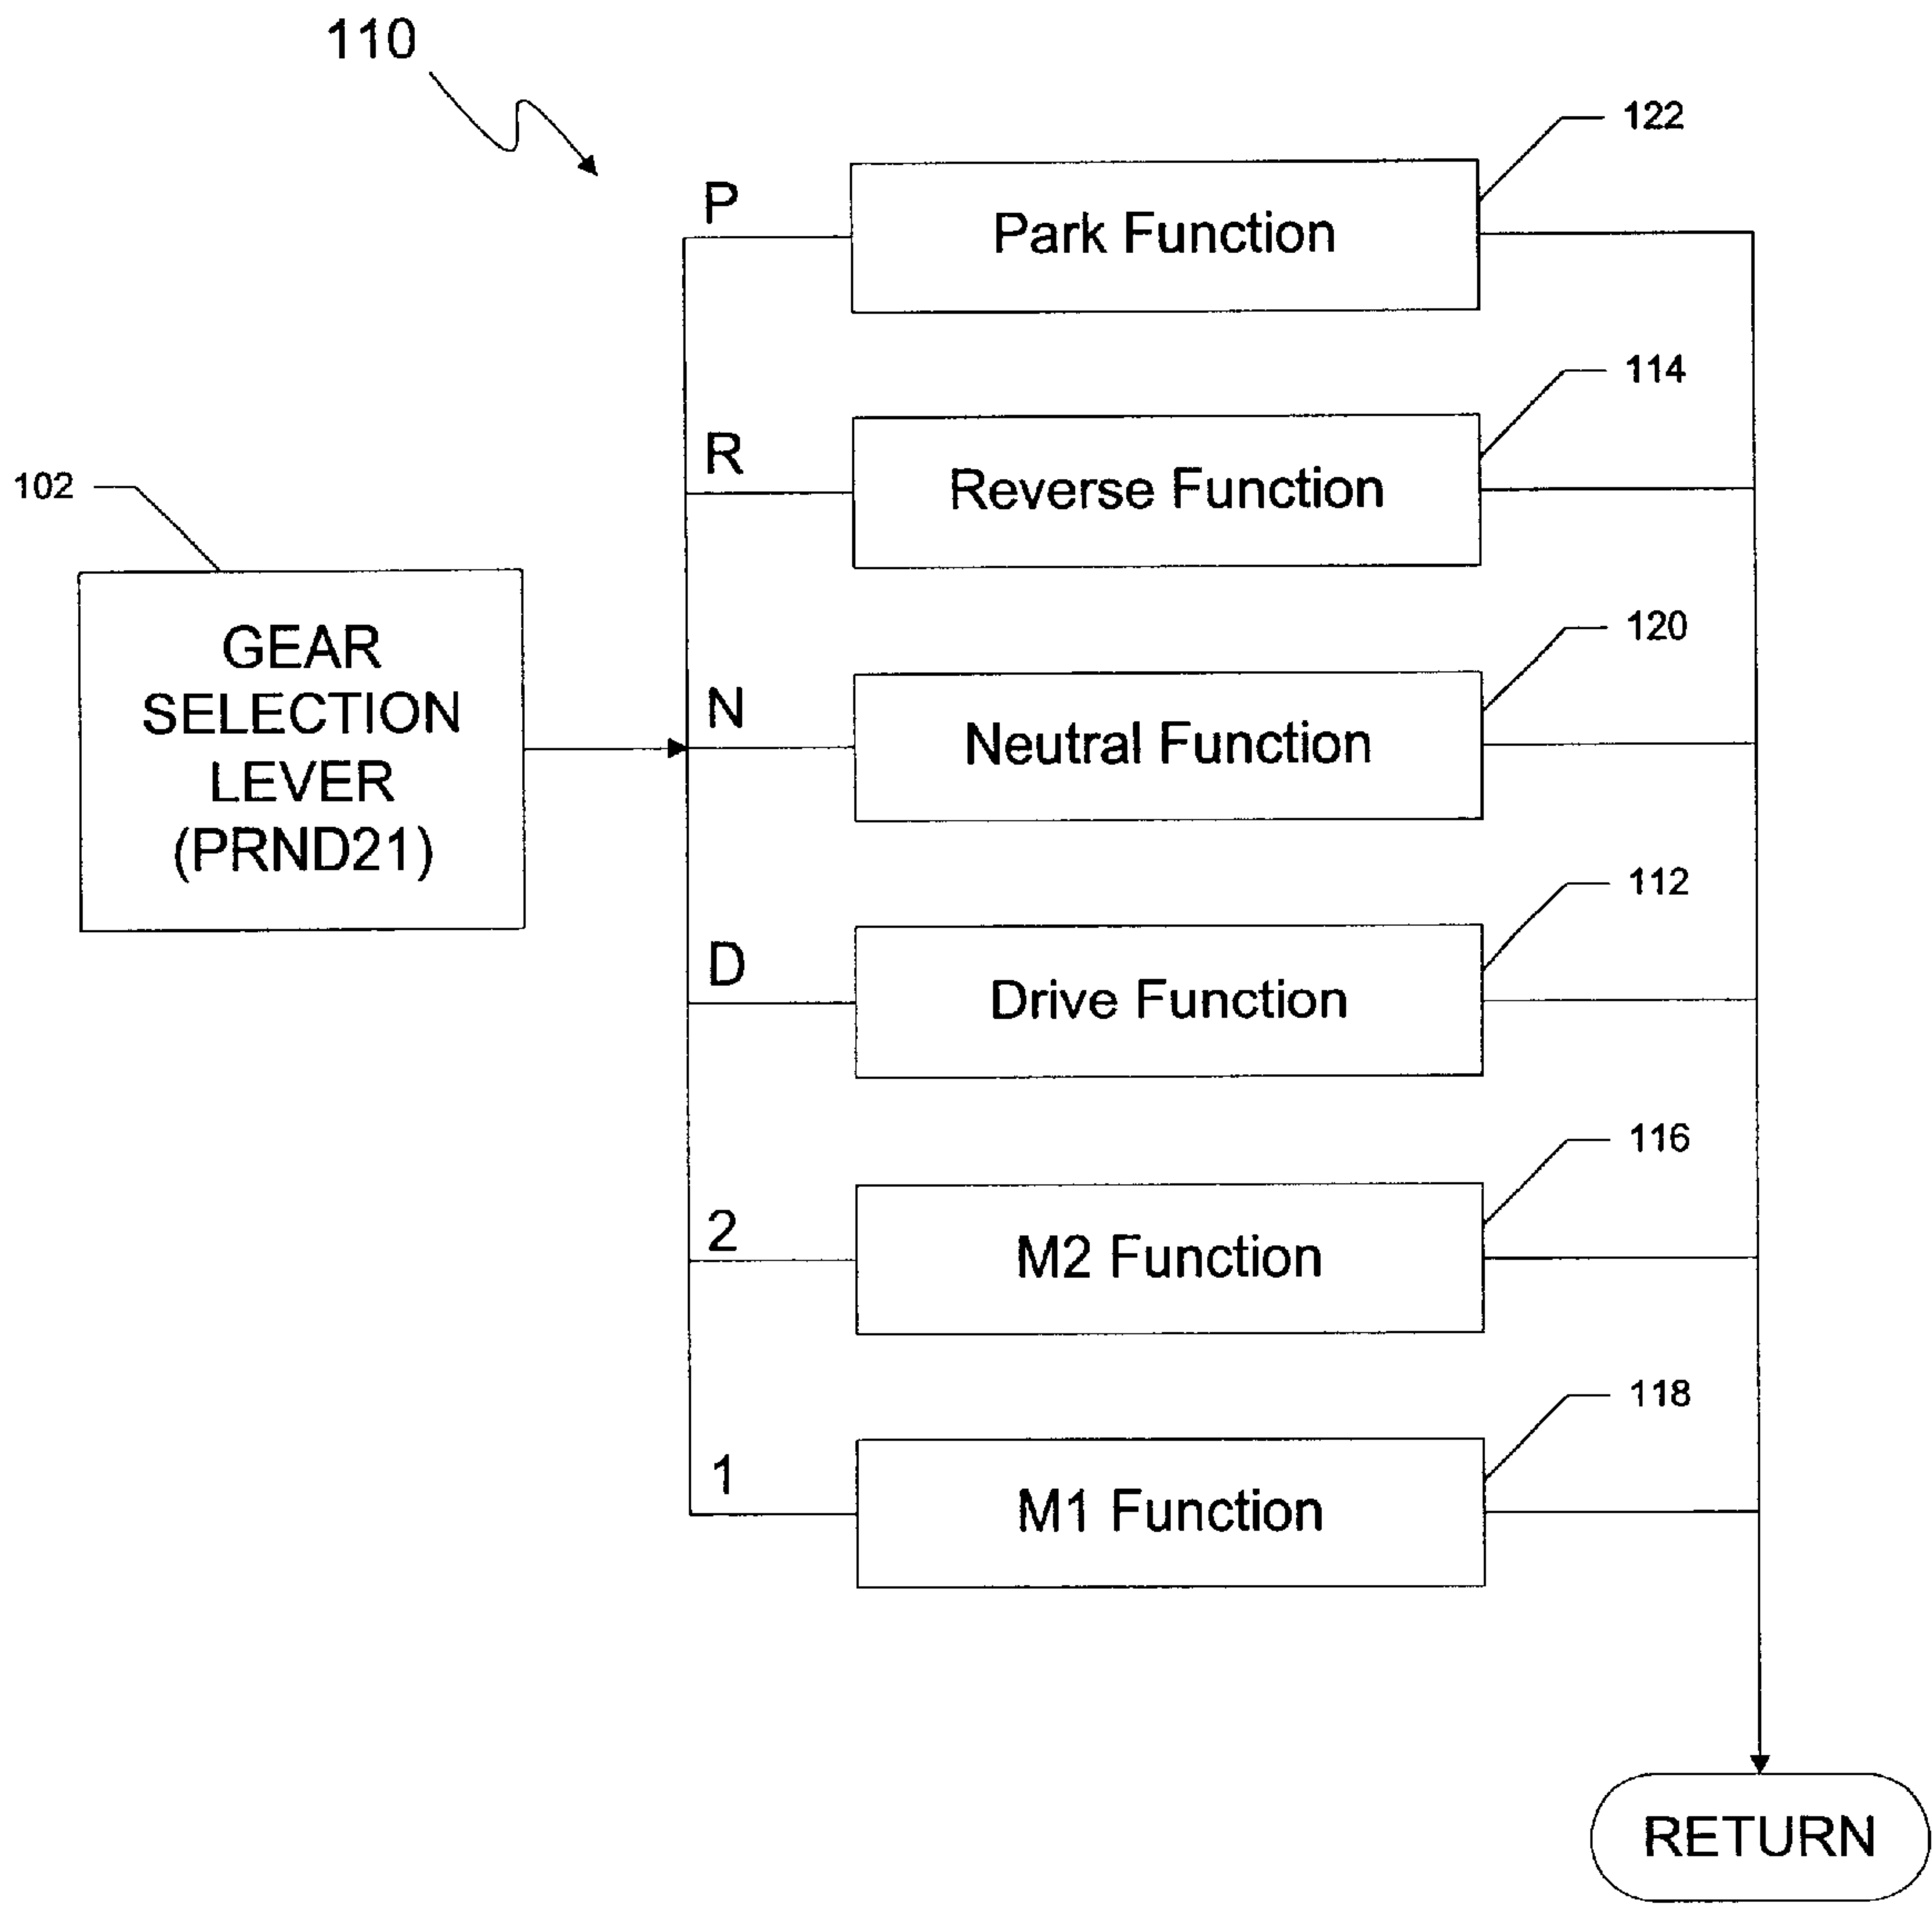 110
122
P
Park Function
114
R
Reverse Function
102
120
GEAR
SELECTION
LEVER
(PRND21)
N
Neutral Function
112
D
Drive Function
116
2
M2 Function
118
1
M1 Function
RETURN